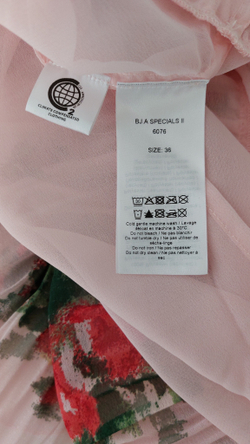 2
CLIMATE COMPENSATED
CLOTHING
BJ A SPECIALS II
6076
SIZE: 36
Cold gentle machine wash / Lavage
délicat en machine à 30°C
Do not bleach / Ne pas blanchir
Do not tumble dry / Ne pas utiliser de
sèche-linge
Do not iron / Ne pas repasser
Do not dry clean / Ne pas nettoyer à
sec